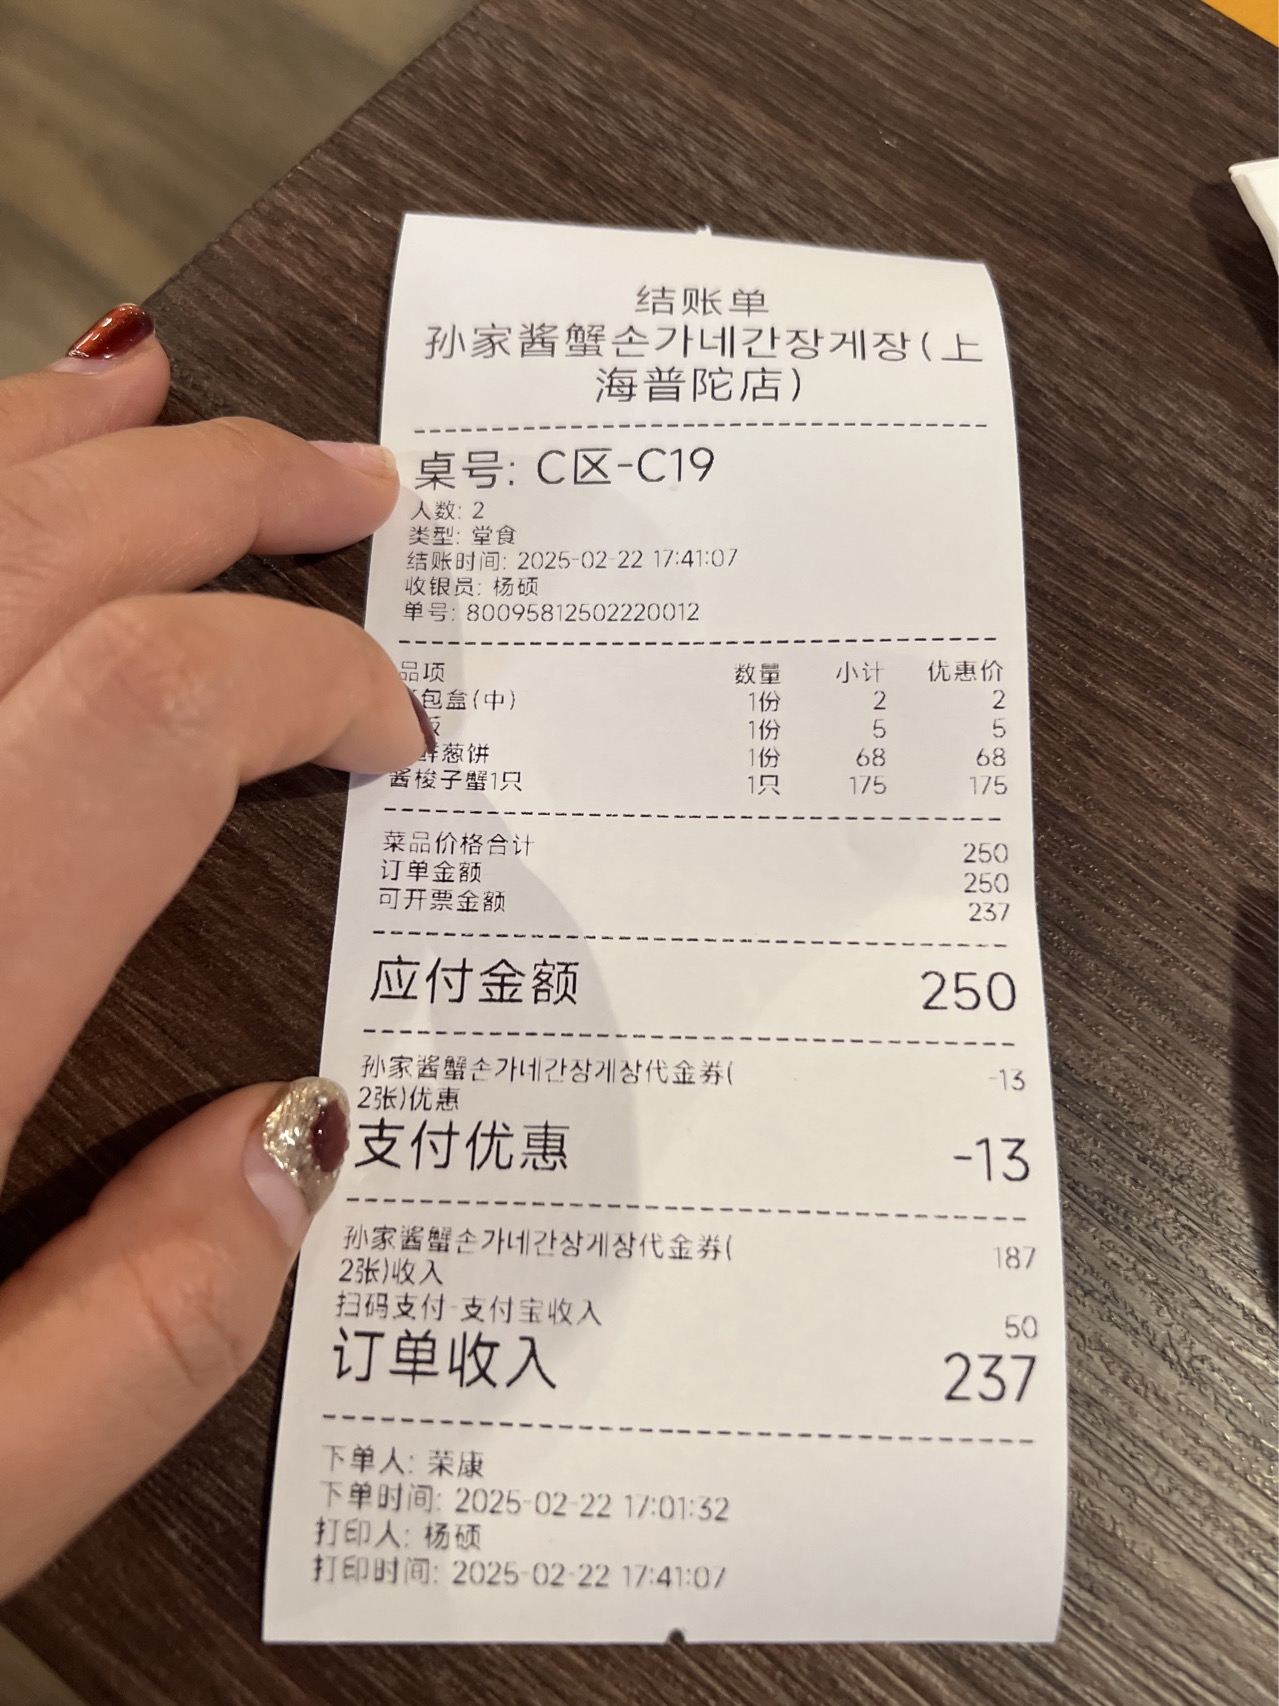 结账单
孙家酱蟹손가네간장게장(上
海普陀店)
桌号: C区-C19
人数: 2
类型: 堂食
结账时间: 2025-02-22 17:41:07
收银员: 杨硕
单号: 80095812502220012
品项 数量 小计 优惠价
包盒(中) 1份 2 2
1份 5 5
葱饼 1份 68 68
酱梭子蟹1只 1只 175 175
菜品价格合计 250
订单金额 250
可开票金额 237
应付金额 250
孙家酱蟹손가네간장게장代金券( -13
2张)优惠
支付优惠 -13
孙家酱蟹손가네간장게장代金券( 187
2张)收入
扫码支付-支付宝收入 50
订单收入 237
下单人: 荣康
下单时间: 2025-02-22 17:01:32
打印人: 杨硕
打印时间: 2025-02-22 17:41:07